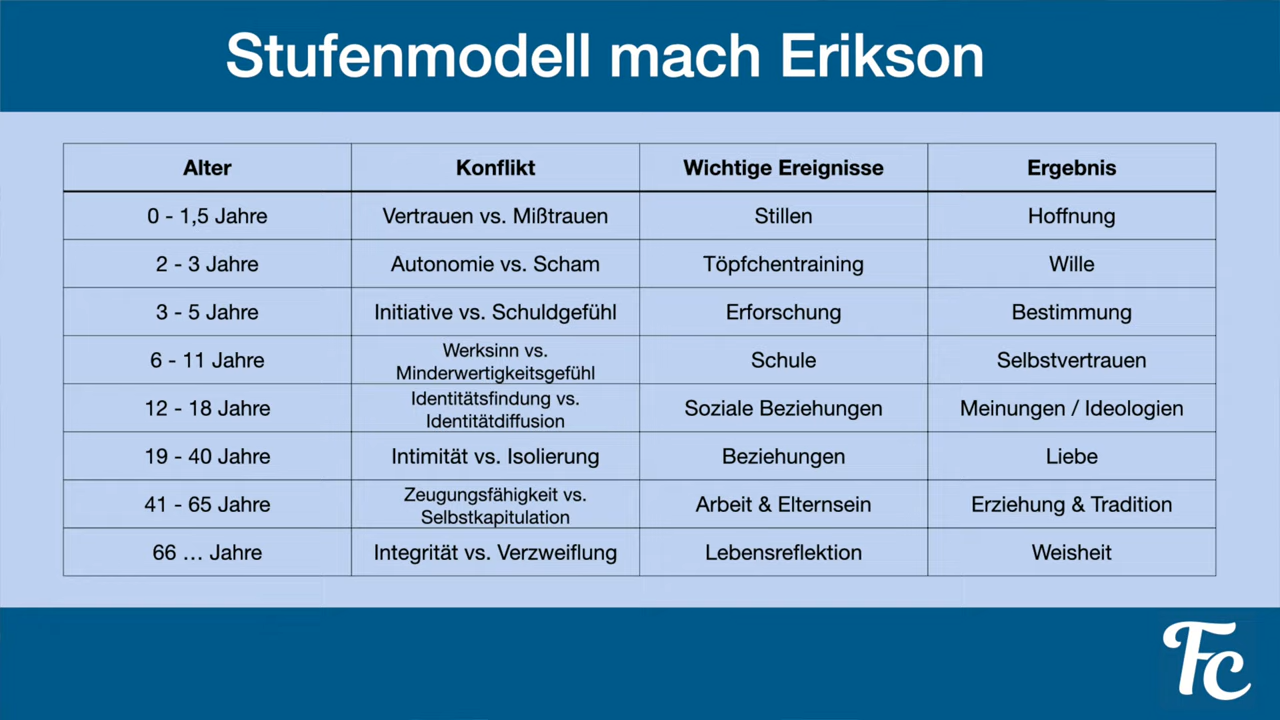 Stufenmodell mach Erikson
Alter Konflikt Wichtige Ereignisse Ergebnis
0 - 1,5 Jahre Vertrauen vs. Mißtrauen Stillen Hoffnung
2 - 3 Jahre Autonomie vs. Scham Töpfchentraining Wille
3 - 5 Jahre Initiative vs. Schuldgefühl Erforschung Bestimmung
6 - 11 Jahre Werksinn vs. Schule Selbstvertrauen
Minderwertigkeitsgefühl
12 - 18 Jahre Identitätsfindung vs. Soziale Beziehungen Meinungen / Ideologien
Identitätdiffusion
19 - 40 Jahre Intimität vs. Isolierung Beziehungen Liebe
41 - 65 Jahre Zeugungsfähigkeit vs. Arbeit & Elternsein Erziehung & Tradition
Selbstkapitulation
66 … Jahre Integrität vs. Verzweiflung Lebensreflektion Weisheit
Fc